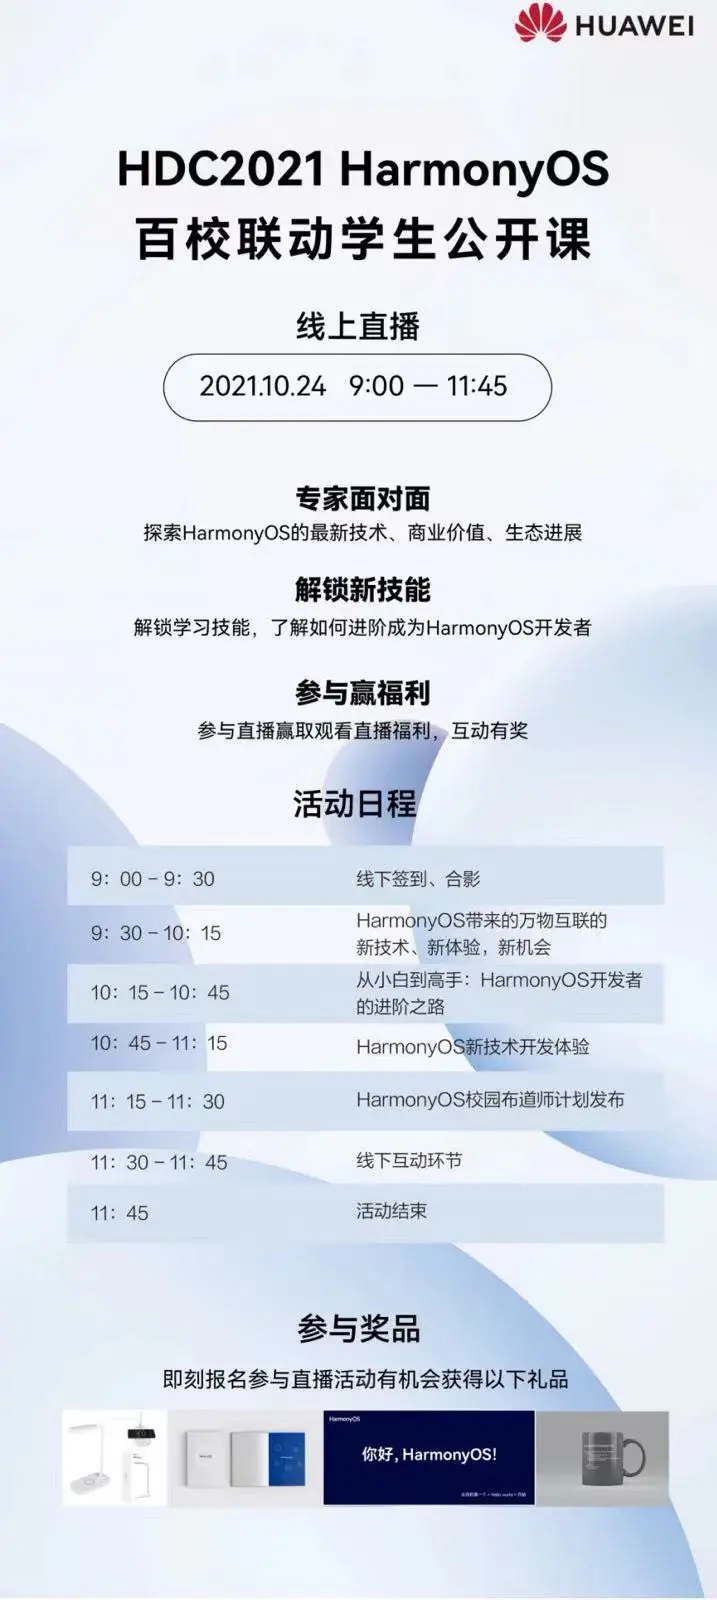 HUAWEI
HDC2021 HarmonyOS
百校联动学生公开课
线上直播
2021.10.24 9:00 — 11:45
专家面对面
探索HarmonyOS的最新技术、商业价值、生态进展
解锁新技能
解锁学习技能，了解如何进阶成为HarmonyOS开发者
参与赢福利
参与直播赢取观看直播福利，互动有奖
活动日程
9：00 – 9：30 线下签到、合影
9：30 – 10：15 HarmonyOS带来的万物互联的
新技术、新体验，新机会
10：15 – 10：45 从小白到高手：HarmonyOS开发者
的进阶之路
10：45 – 11：15 HarmonyOS新技术开发体验
11：15 – 11：30 HarmonyOS校园布道师计划发布
11：30 – 11：45 线下互动环节
11：45 活动结束
参与奖品
即刻报名参与直播活动有机会获得以下礼品
HarmonyOS
你好，HarmonyOS!